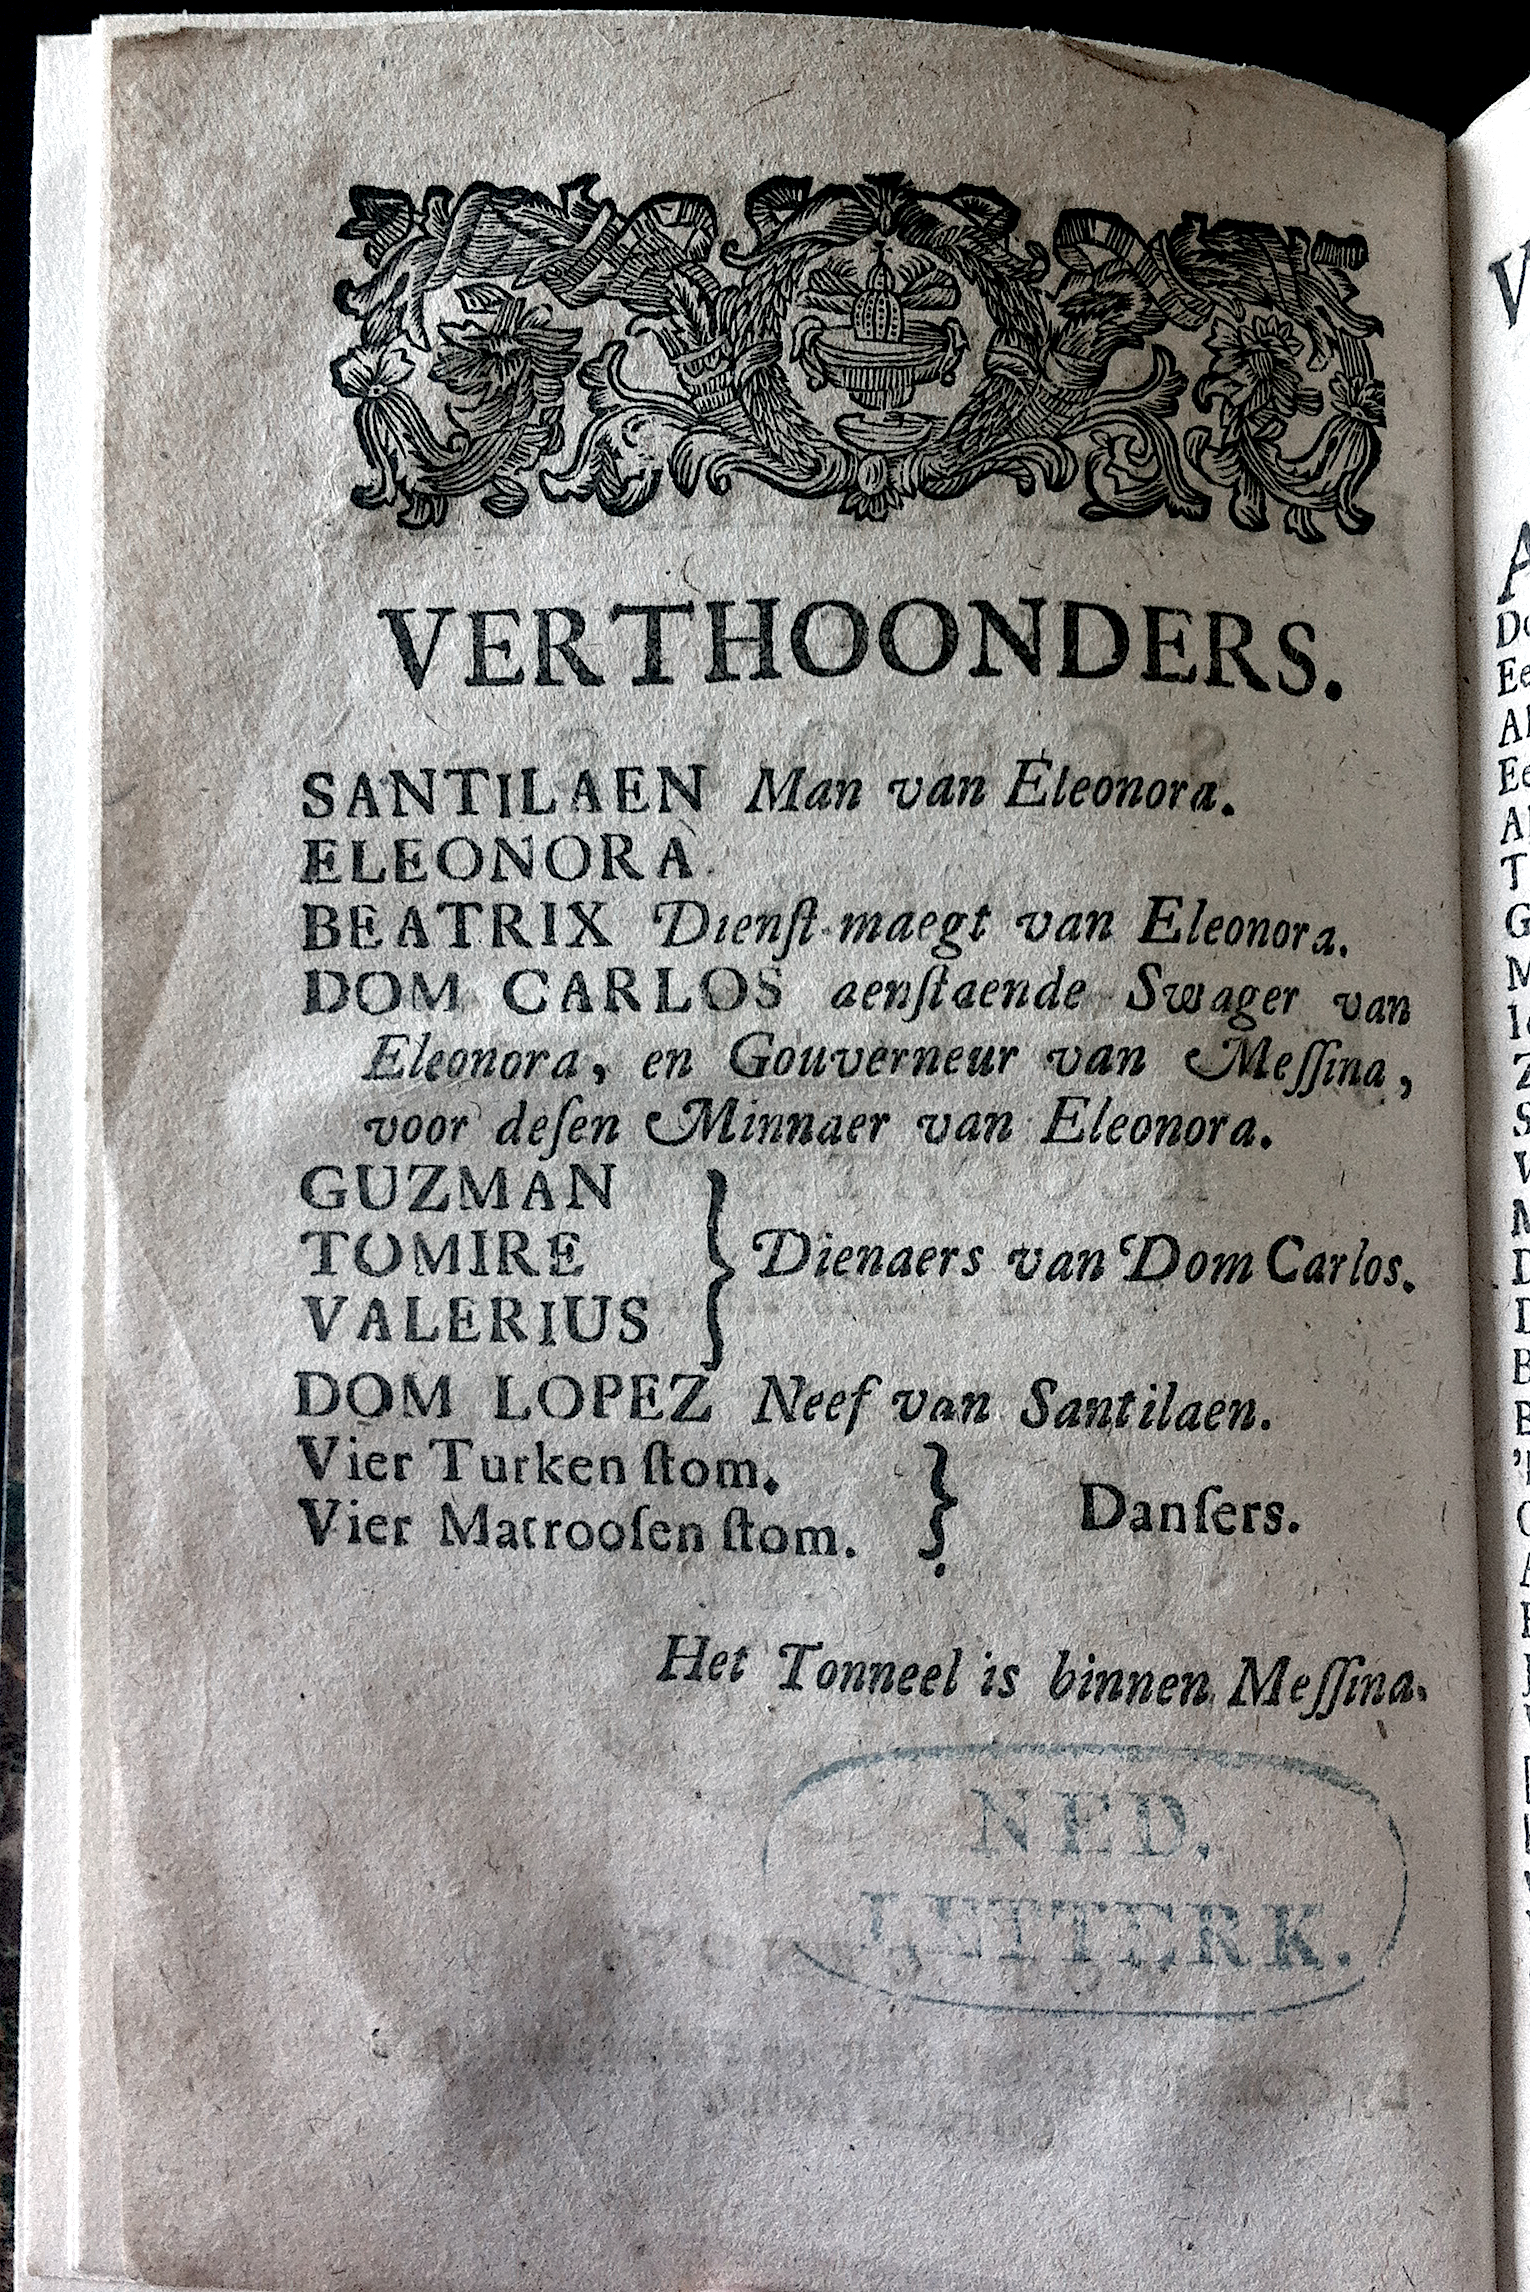 VERTHOONDERS.
SANTILAEN Man van Eleonora.
ELEONORA.
BEATRIX Dienſt-maegt van Eleonora.
DOM CARLOS aenſtaende Swager van
Eleonora, en Gouverneur van Meſſina,
voor deſen Minnaer van Eleonora.
GUZMAN
TOMIRE } Dienaers van Dom Carlos.
VALERIUS
DOM LOPEZ Neef van Santilaen.
Vier Turken ſtom.
Vier Matrooſen ſtom. } Danſers.
Het Tonneel is binnen Meſſina.
NED.
LETTERK.